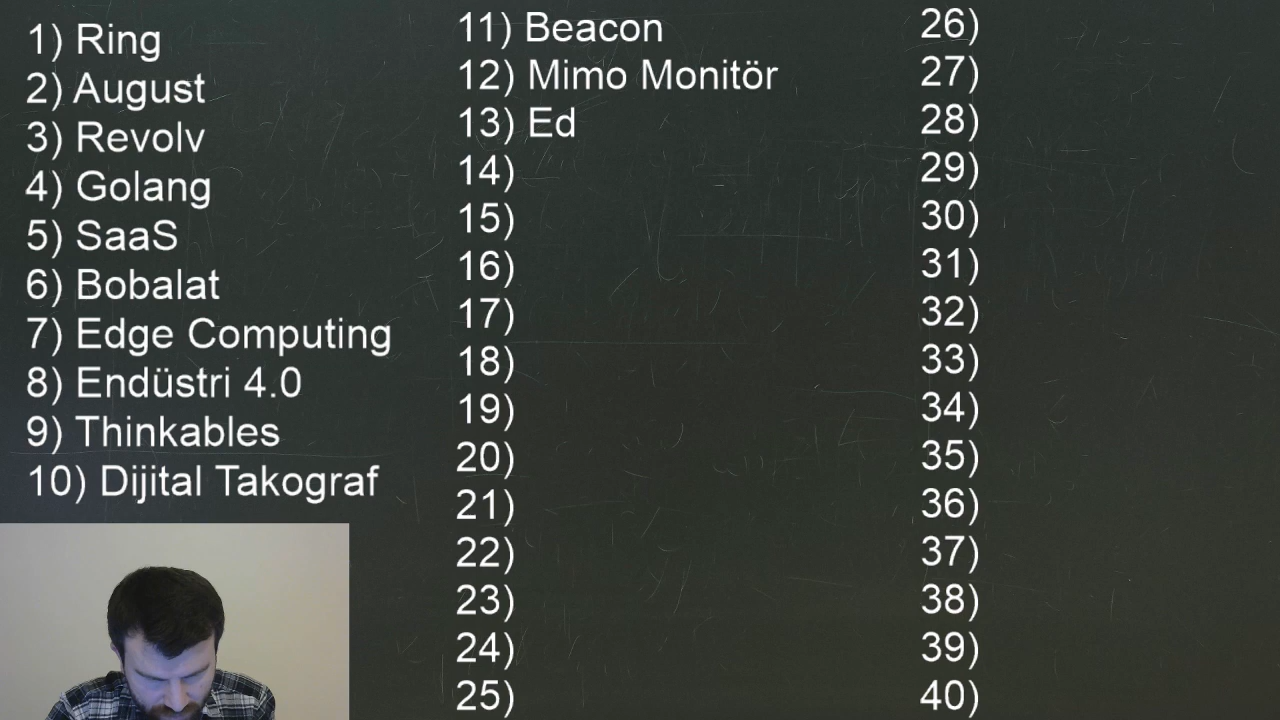 1) Ring
2) August
3) Revolv
4) Golang
5) SaaS
6) Bobalat
7) Edge Computing
8) Endüstri 4.0
9) Thinkables
10) Dijital Takograf
11) Beacon
12) Mimo Monitör
13) Ed
14)
15)
16)
17)
18)
19)
20)
21)
22)
23)
24)
25)
26)
27)
28)
29)
30)
31)
32)
33)
34)
35)
36)
37)
38)
39)
40)